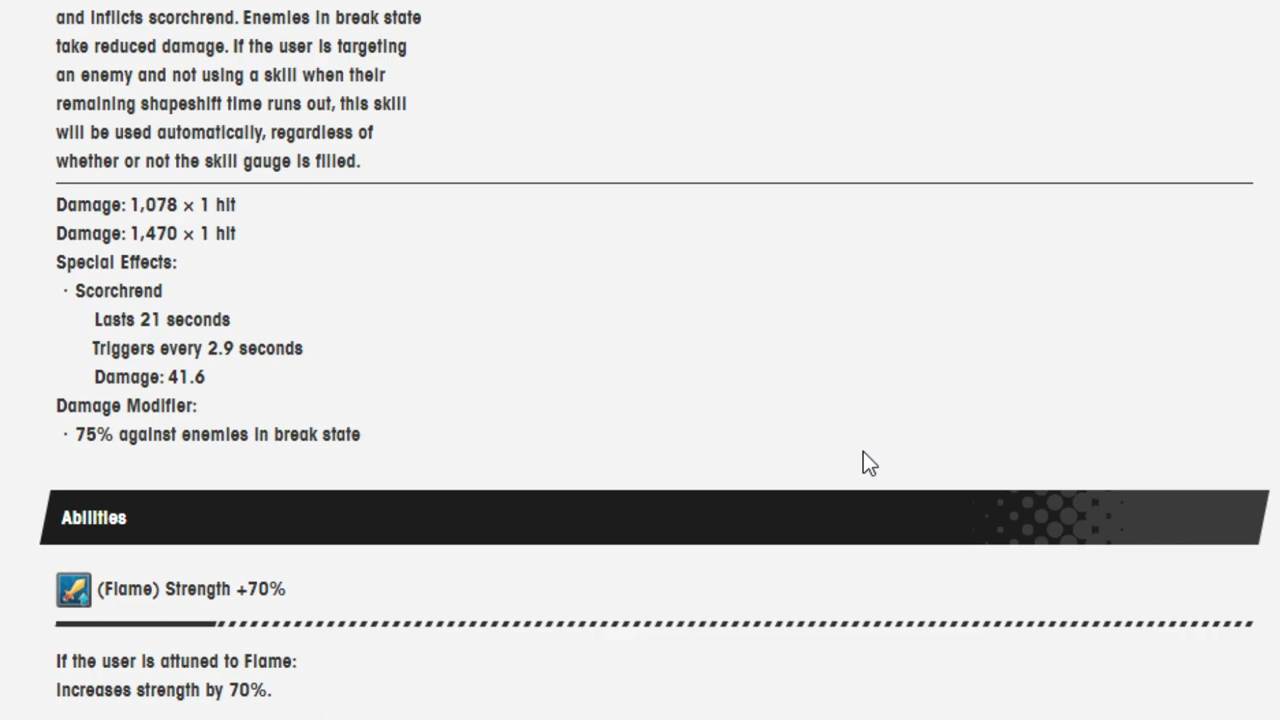 and inflicts scorchrend. Enemies in break state
take reduced damage. If the user is targeting
an enemy and not using a skill when their
remaining shapeshift time runs out, this skill
will be used automatically, regardless of
whether or not the skill gauge is filled.
Damage: 1,078 × 1 hit
Damage: 1,470 × 1 hit
Special Effects:
· Scorchrend
Lasts 21 seconds
Triggers every 2.9 seconds
Damage: 41.6
Damage Modifier:
· 75% against enemies in break state
Abilities
(Flame) Strength +70%
If the user is attuned to Flame:
Increases strength by 70%.